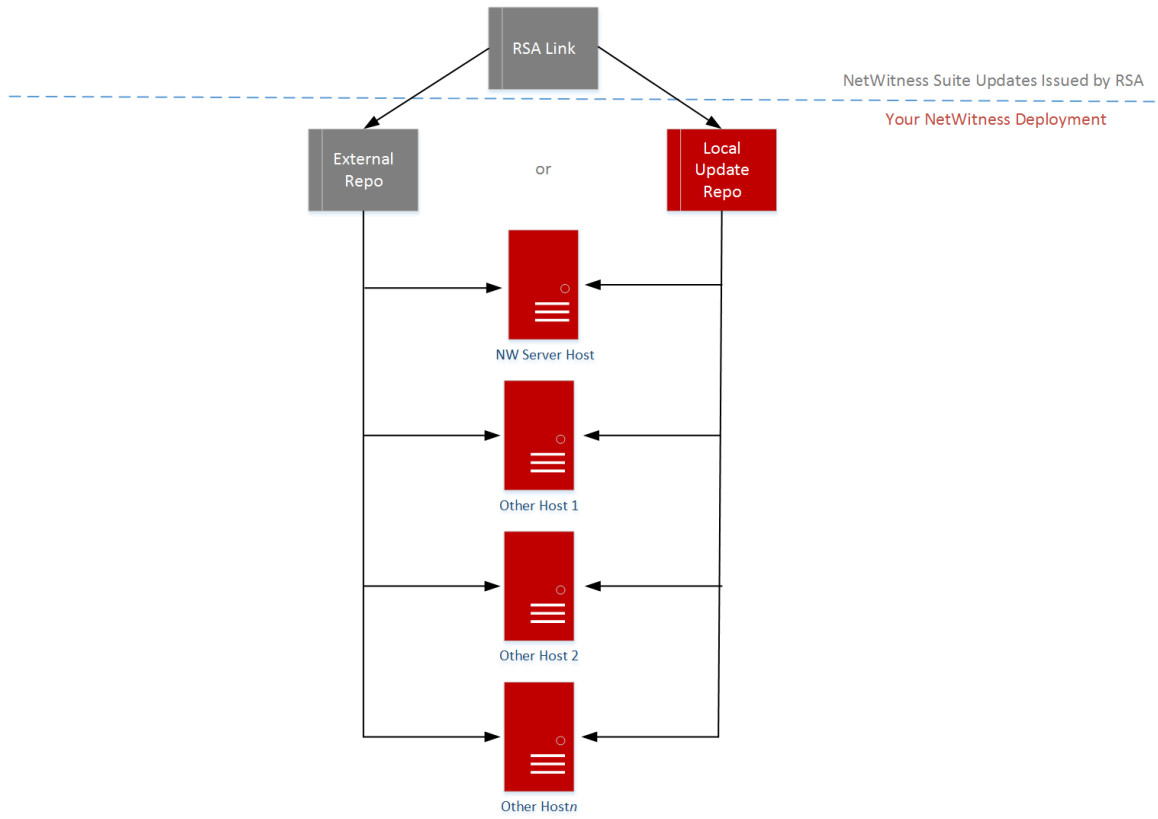 RSA Link
NetWitness Suite Updates Issued by RSA
Your NetWitness Deployment
External
Repo
or
Local
Update
Repo
NW Server Host
Other Host 1
Other Host 2
Other Hostn